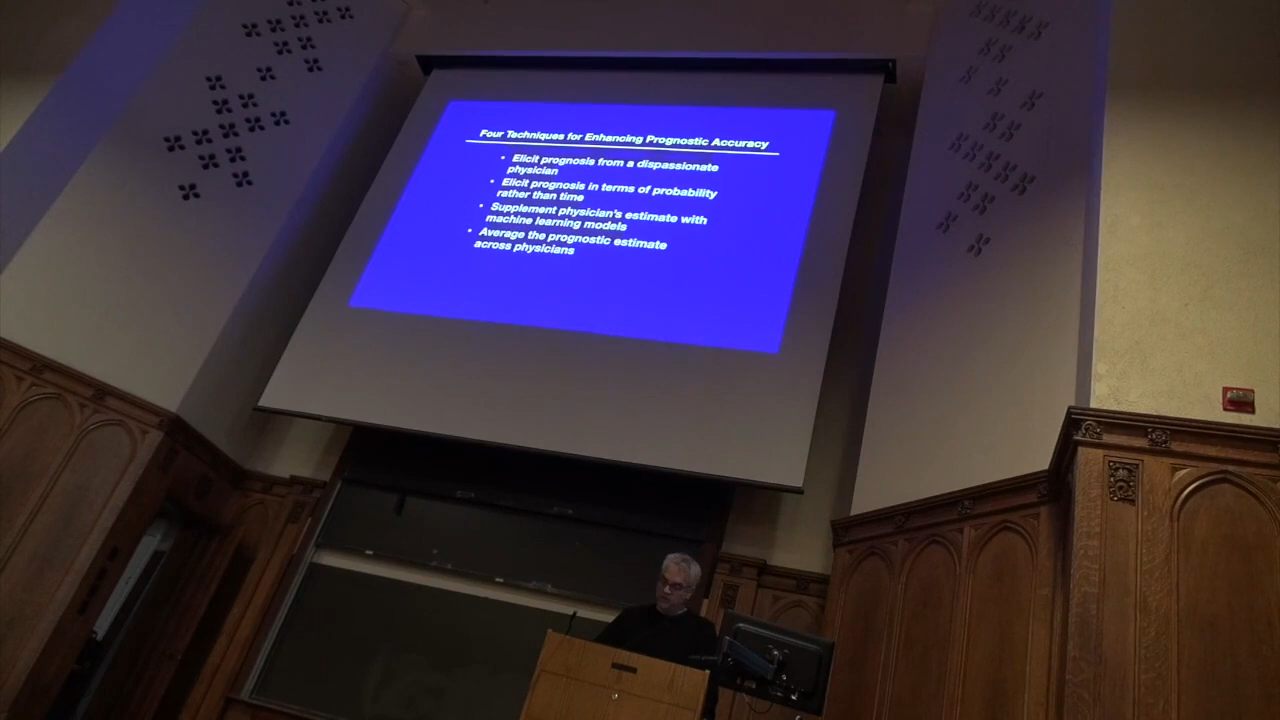 Four Techniques for Enhancing Prognostic Accuracy
• Elicit prognosis from a dispassionate
physician
• Elicit prognosis in terms of probability
rather than time
• Supplement physician's estimate with
machine learning models
• Average the prognostic estimate
across physicians